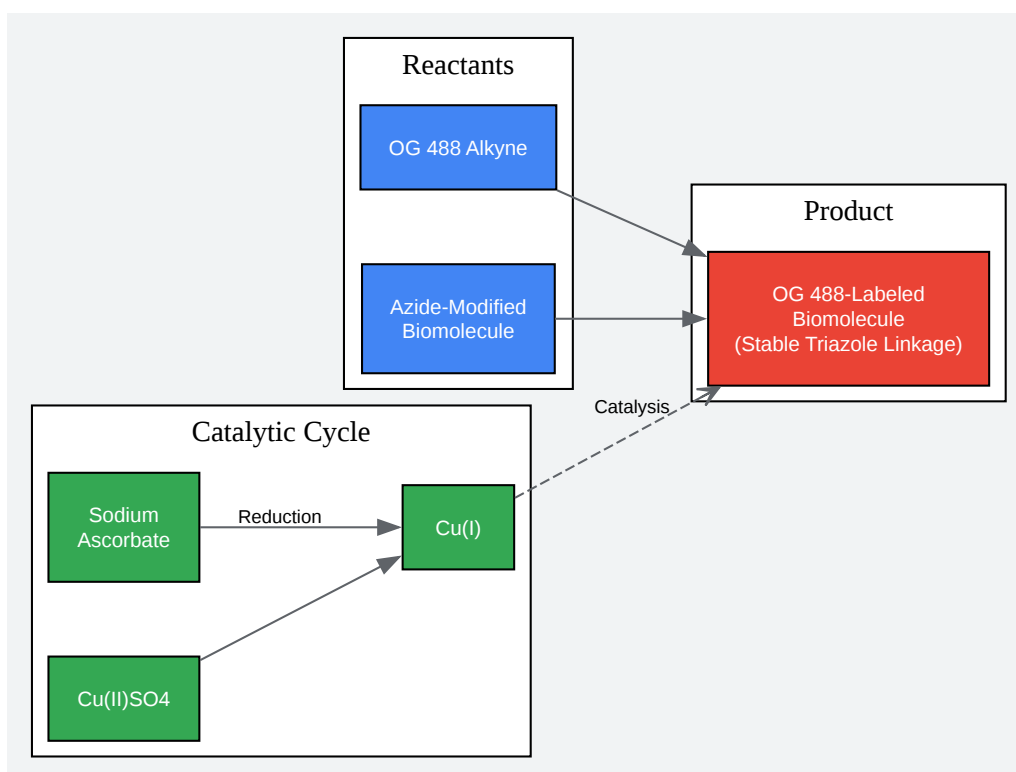 Reactants
OG 488 Alkyne
Azide-Modified
Biomolecule
Product
OG 488-Labeled
Biomolecule
(Stable Triazole Linkage)
Catalysis
Catalytic Cycle
Sodium
Ascorbate
Reduction
Cu(I)
Cu(II)SO4